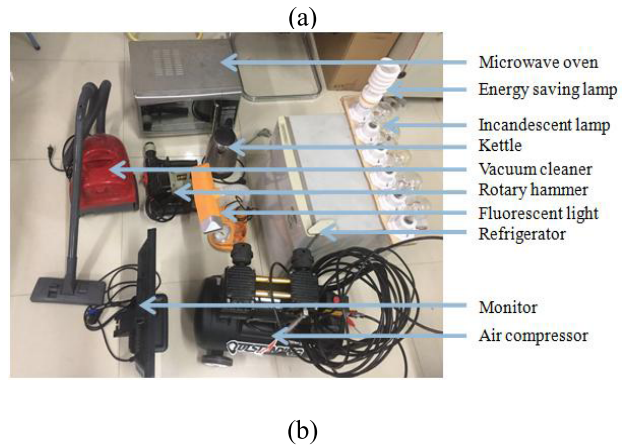 (a)
Microwave oven
Energy saving lamp
Incandescent lamp
Kettle
Vacuum cleaner
Rotary hammer
Fluorescent light
Refrigerator
Monitor
Air compressor
(b)